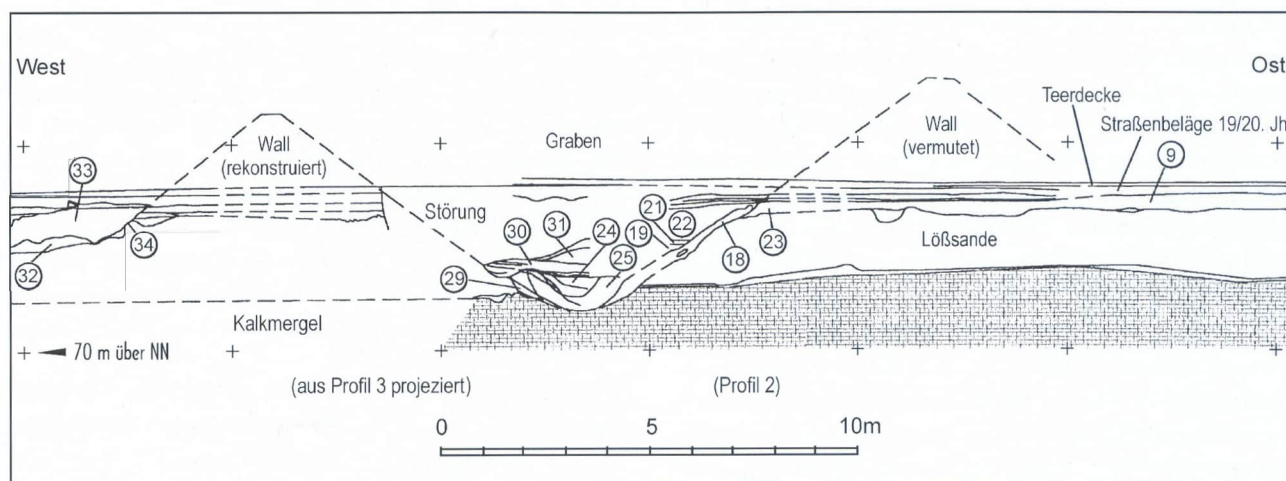 West
Ost
Teerdecke
Straßenbeläge 19/20. Jh
Wall
(rekonstruiert)
Graben
Wall
(vermutet)
9
33
Störung
21
22
31
24
19
30
25
18
23
Lößsande
34
32
29
Kalkmergel
70 m über NN
(aus Profil 3 projeziert)
(Profil 2)
0
5
10m